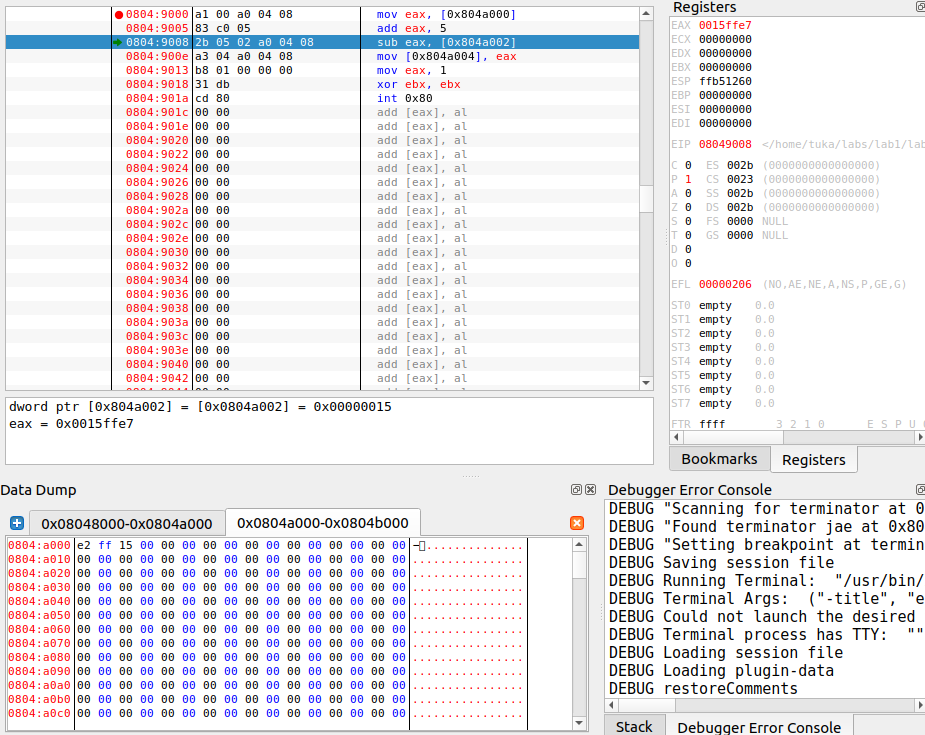 0804:9000 a1 00 a0 04 08 mov eax, [0x804a000]
0804:9005 83 c0 05 add eax, 5
0804:9008 2b 05 02 a0 04 08 sub eax, [0x804a002]
0804:900e a3 04 a0 04 08 mov [0x804a004], eax
0804:9013 b8 01 00 00 00 mov eax, 1
0804:9018 31 db xor ebx, ebx
0804:901a cd 80 int 0x80
0804:901c 00 00 add [eax], al
0804:901e 00 00 add [eax], al
0804:9020 00 00 add [eax], al
0804:9022 00 00 add [eax], al
0804:9024 00 00 add [eax], al
0804:9026 00 00 add [eax], al
0804:9028 00 00 add [eax], al
0804:902a 00 00 add [eax], al
0804:902c 00 00 add [eax], al
0804:902e 00 00 add [eax], al
0804:9030 00 00 add [eax], al
0804:9032 00 00 add [eax], al
0804:9034 00 00 add [eax], al
0804:9036 00 00 add [eax], al
0804:9038 00 00 add [eax], al
0804:903a 00 00 add [eax], al
0804:903c 00 00 add [eax], al
0804:903e 00 00 add [eax], al
0804:9040 00 00 add [eax], al
0804:9042 00 00 add [eax], al
dword ptr [0x804a002] = [0x0804a002] = 0x00000015
eax = 0x0015ffe7
Registers
EAX 0015ffe7
ECX 00000000
EDX 00000000
EBX 00000000
ESP ffb51260
EBP 00000000
ESI 00000000
EDI 00000000
EIP 08049008 </home/tuka/labs/lab1/lab
C 0 ES 002b (0000000000000000)
P 1 CS 0023 (0000000000000000)
A 0 SS 002b (0000000000000000)
Z 0 DS 002b (0000000000000000)
S 0 FS 0000 NULL
T 0 GS 0000 NULL
D 0
O 0
EFL 00000206 (NO,AE,NE,A,NS,P,GE,G)
ST0 empty 0.0
ST1 empty 0.0
ST2 empty 0.0
ST3 empty 0.0
ST4 empty 0.0
ST5 empty 0.0
ST6 empty 0.0
ST7 empty 0.0
FTR ffff 3 2 1 0 E S P U
Bookmarks Registers
Data Dump
0x08048000-0x0804a000 0x0804a000-0x0804b000
0804:a000 e2 ff 15 00 00 00 00 00 00 00 00 00 00 00 00 00
0804:a010 00 00 00 00 00 00 00 00 00 00 00 00 00 00 00 00 ................
0804:a020 00 00 00 00 00 00 00 00 00 00 00 00 00 00 00 00 ................
0804:a030 00 00 00 00 00 00 00 00 00 00 00 00 00 00 00 00 ................
0804:a040 00 00 00 00 00 00 00 00 00 00 00 00 00 00 00 00 ................
0804:a050 00 00 00 00 00 00 00 00 00 00 00 00 00 00 00 00 ................
0804:a060 00 00 00 00 00 00 00 00 00 00 00 00 00 00 00 00 ................
0804:a070 00 00 00 00 00 00 00 00 00 00 00 00 00 00 00 00 ................
0804:a080 00 00 00 00 00 00 00 00 00 00 00 00 00 00 00 00 ................
0804:a090 00 00 00 00 00 00 00 00 00 00 00 00 00 00 00 00 ................
0804:a0a0 00 00 00 00 00 00 00 00 00 00 00 00 00 00 00 00 ................
0804:a0b0 00 00 00 00 00 00 00 00 00 00 00 00 00 00 00 00 ................
0804:a0c0 00 00 00 00 00 00 00 00 00 00 00 00 00 00 00 00 ................
Debugger Error Console
DEBUG "Scanning for terminator at 0
DEBUG "Found terminator jae at 0x80
DEBUG "Setting breakpoint at termin
DEBUG Saving session file
DEBUG Running Terminal: "/usr/bin/
DEBUG Terminal Args: ("-title", "e
DEBUG Could not launch the desired
DEBUG Terminal process has TTY: ""
DEBUG Loading session file
DEBUG Loading plugin-data
DEBUG restoreComments
Stack Debugger Error Console